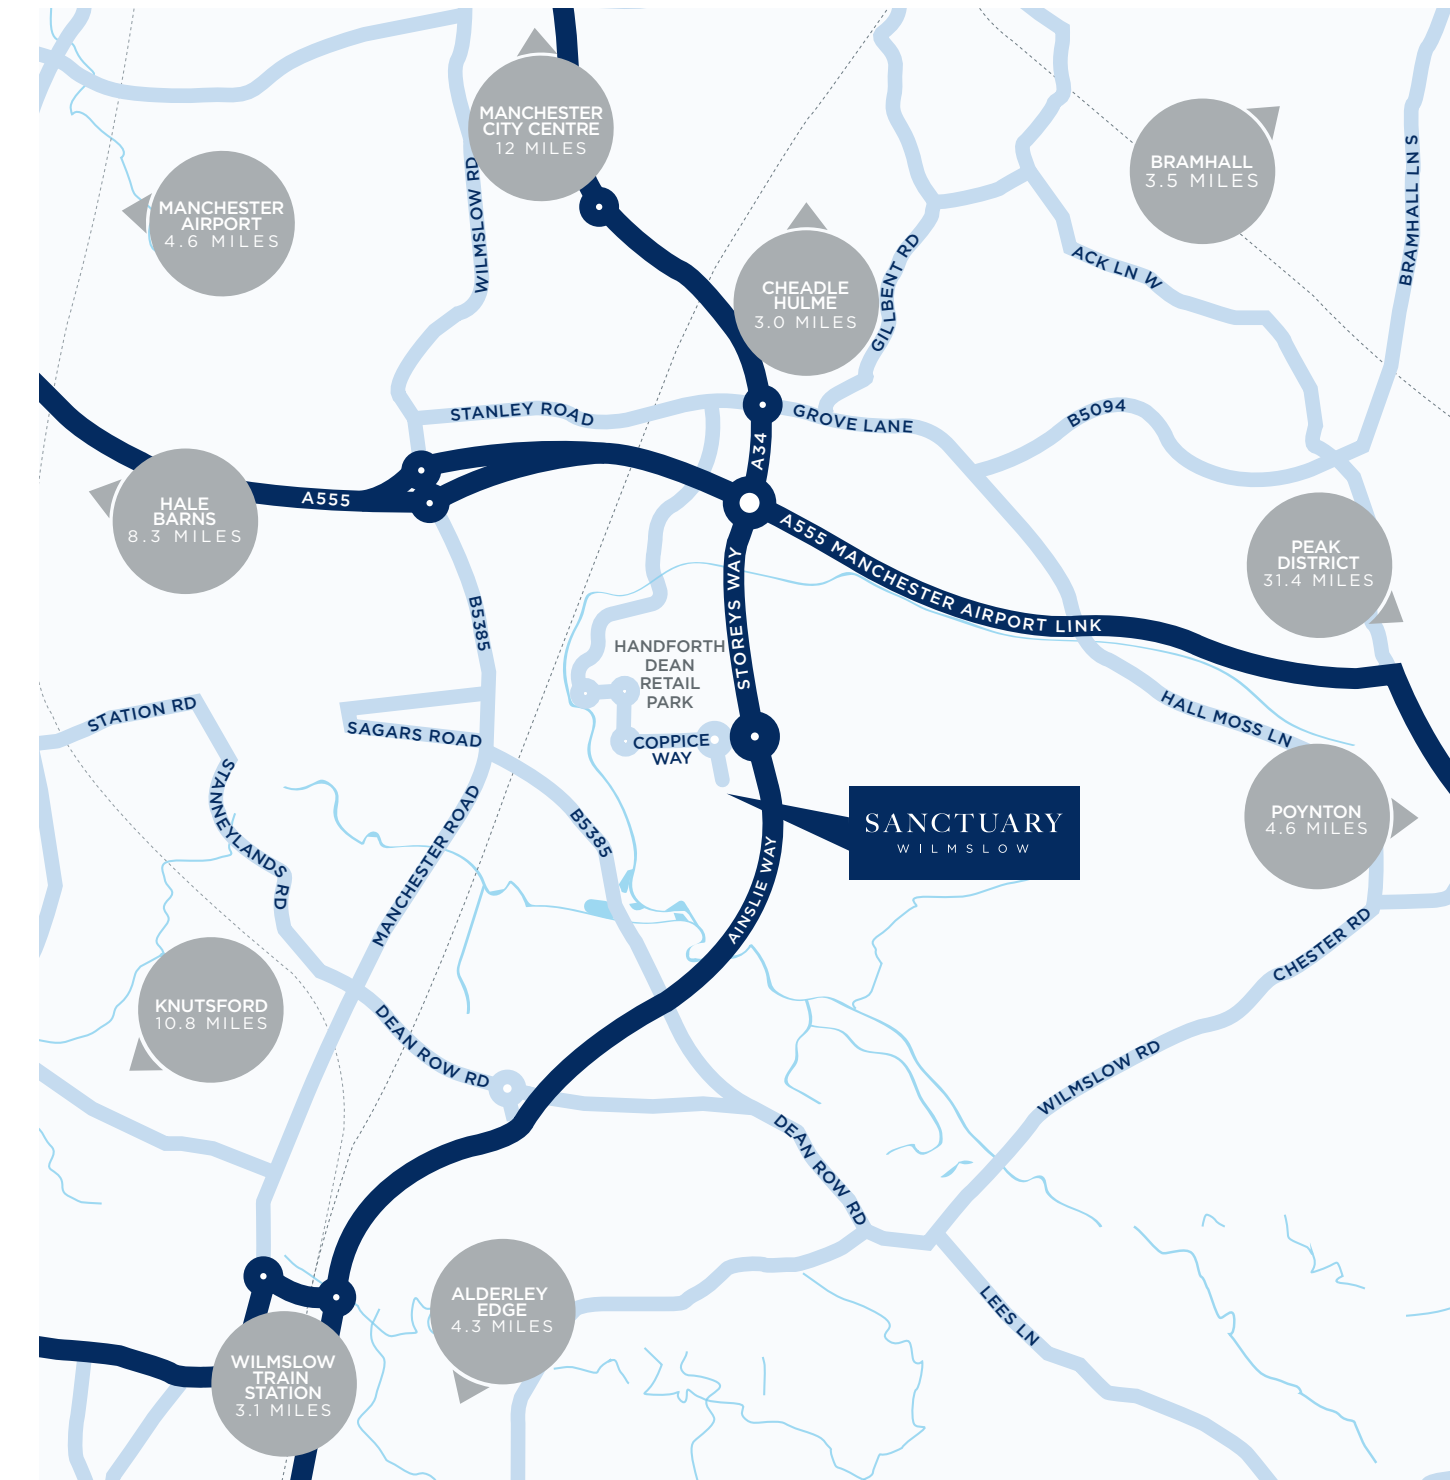 MANCHESTER
CITY CENTRE
12 MILES
BRAMHALL
3.5 MILES
BRAMHALL LN S
WILMSLOW RD
MANCHESTER
AIRPORT
4.6 MILES
GILLBENT RD
ACK LN W
CHEADLE
HULME
3.0 MILES
STANLEY ROAD
GROVE LANE
B5094
A34
HALE
BARNS
8.3 MILES
A555
A555 MANCHESTER AIRPORT LINK
PEAK
DISTRICT
31.4 MILES
B5385
STOREYS WAY
HANDFORTH
DEAN
RETAIL
PARK
STATION RD
SAGARS ROAD
COPPICE
WAY
HALL MOSS LN
STANNEYLANDS RD
MANCHESTER ROAD
B5385
SANCTUARY
WILMSLOW
POYNTON
4.6 MILES
AINSLIE WAY
CHESTER RD
KNUTSFORD
10.8 MILES
DEAN ROW RD
WILMSLOW RD
DEAN ROW RD
ALDERLEY
EDGE
4.3 MILES
LEES LN
WILMSLOW
TRAIN
STATION
3.1 MILES